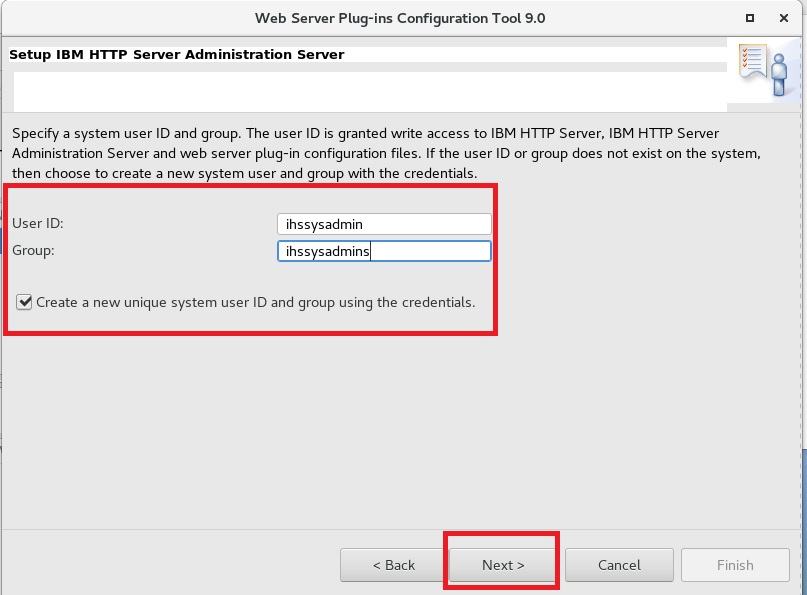 Web Server Plug-ins Configuration Tool 9.0
Setup IBM HTTP Server Administration Server
Specify a system user ID and group. The user ID is granted write access to IBM HTTP Server, IBM HTTP Server
Administration Server and web server plug-in configuration files. If the user ID or group does not exist on the system,
then choose to create a new system user and group with the credentials.
User ID: ihssysadmin
Group: ihssysadmins
Create a new unique system user ID and group using the credentials.
< Back Next > Cancel Finish